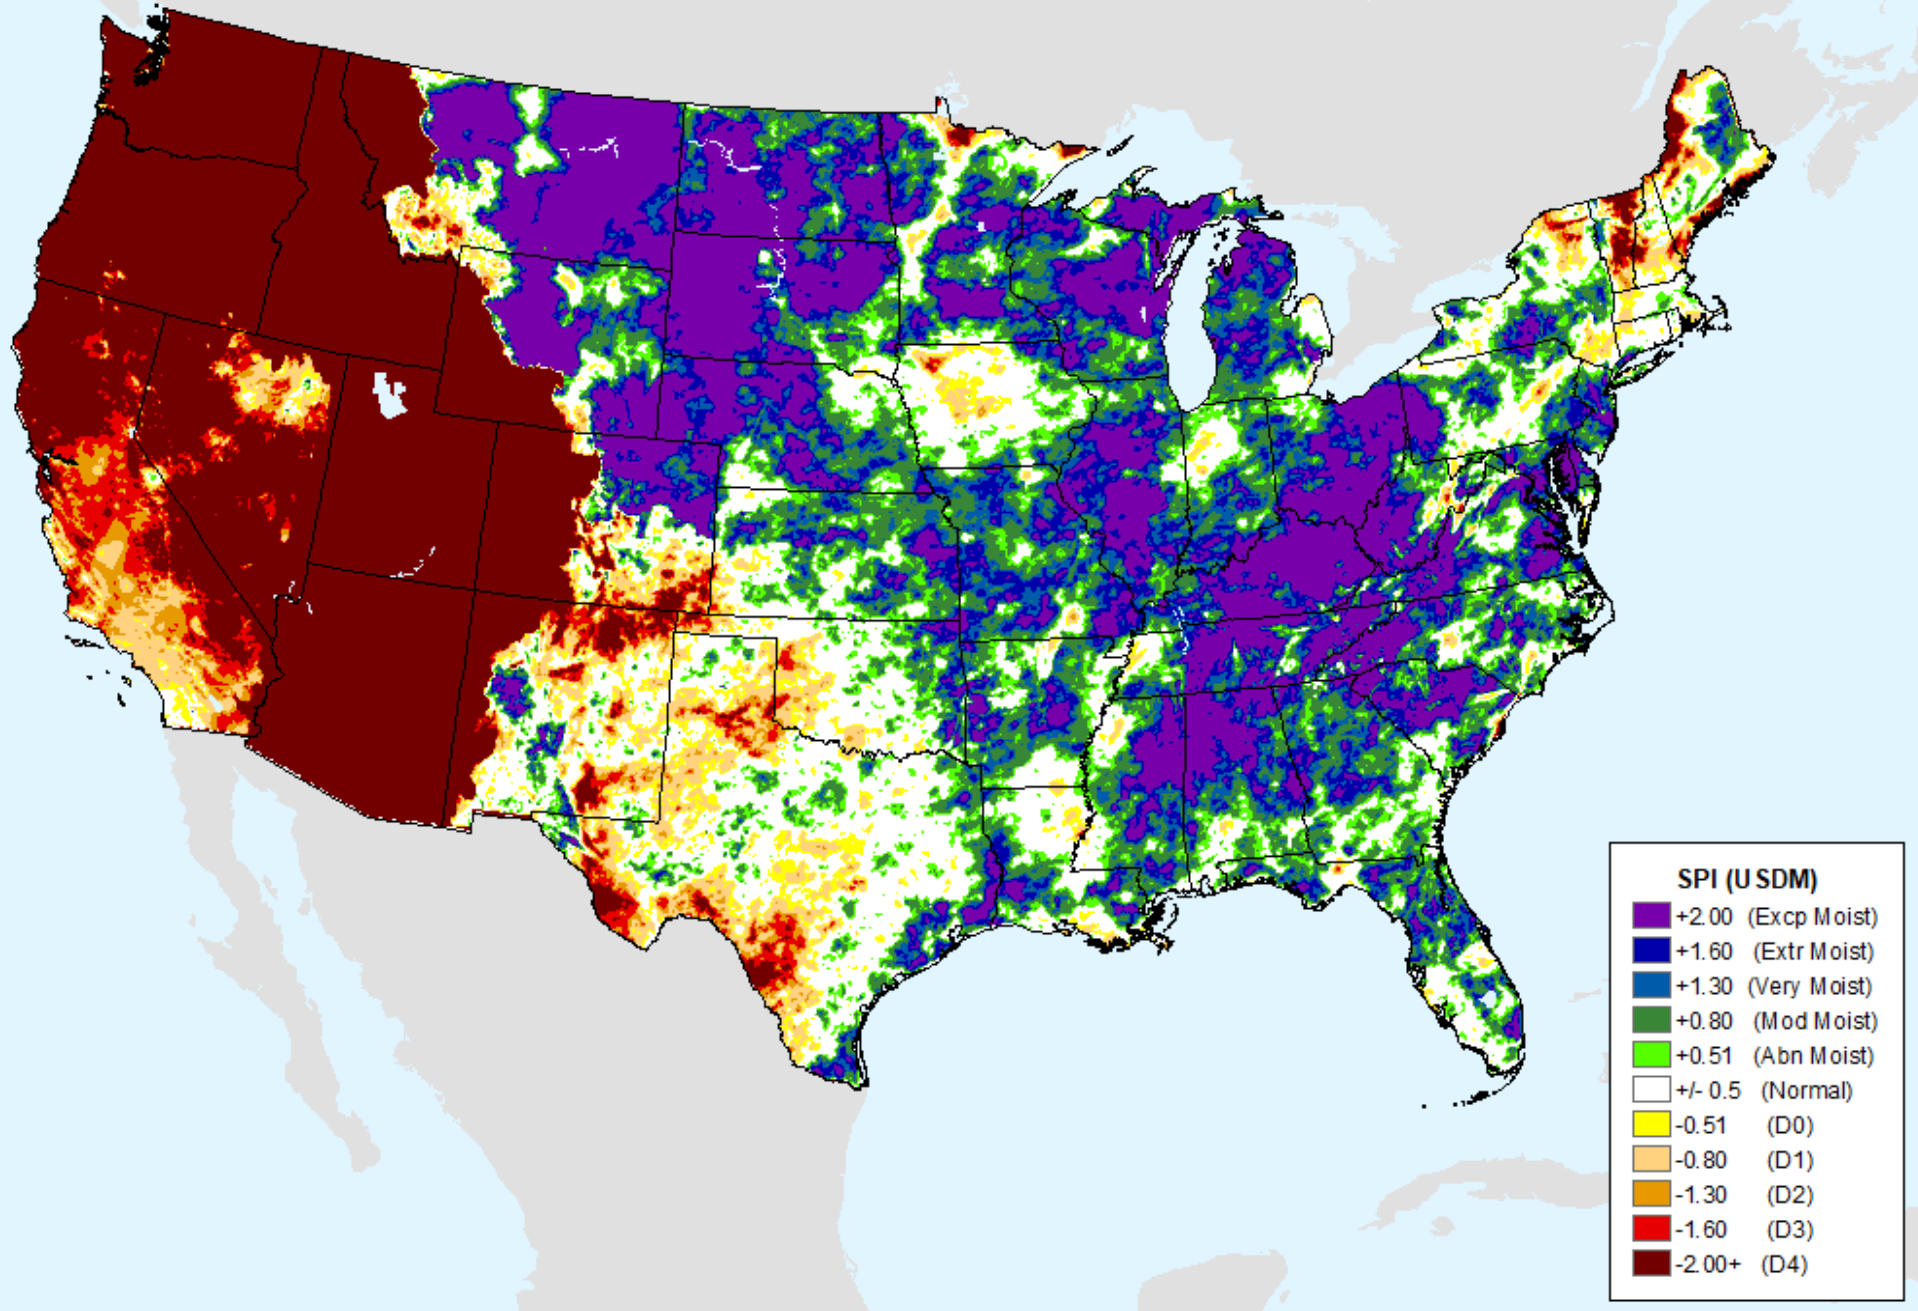 SPI (USDM)
+2.00 (Excp Moist)
+1.60 (Extr Moist)
+1.30 (Very Moist)
+0.80 (Mod Moist)
+0.51 (Abn Moist)
+/- 0.5 (Normal)
-0.51 (D0)
-0.80 (D1)
-1.30 (D2)
-1.60 (D3)
-2.00+ (D4)